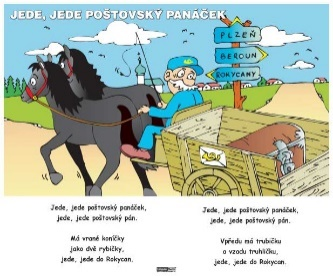 JEDE, JEDE POŠTOVSKÝ PANÁČEK
PLZEŇ
BEROUN
ROKYCANY
Jede, jede poštovský panáček,
jede, jede poštovský pán.
Má vrané koníčky
jako dvě rybičky,
jede, jede do Rokycan.
Jede, jede poštovský panáček,
jede, jede poštovský pán.
Vpředu má trubičku
a vzadu truhličku,
jede, jede do Rokycan.